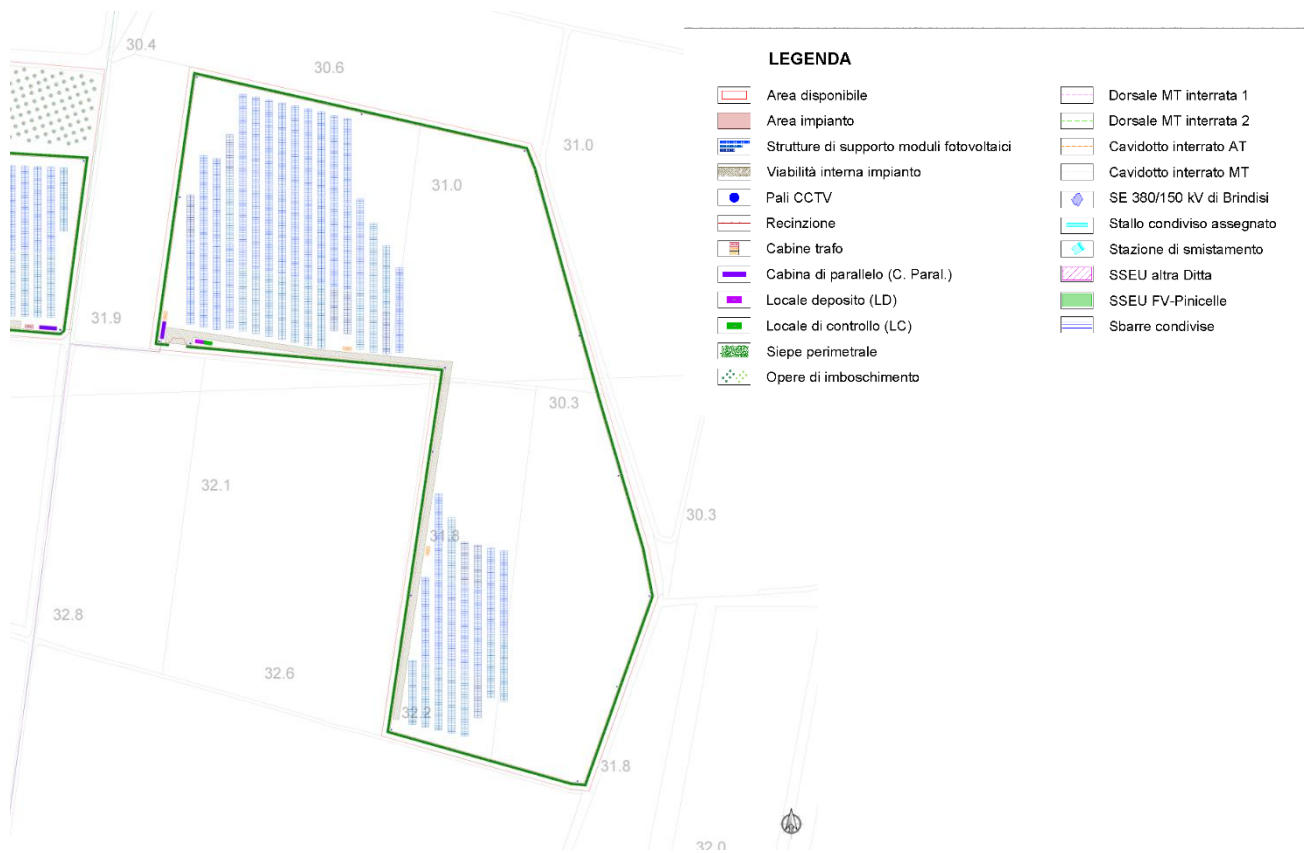 30.4
30.6
31.0
31.0
31.9
30.3
32.1
30.3
31.8
32.8
32.6
32.2
31.8
32.0
LEGENDA
Area disponibile
Area impianto
Strutture di supporto moduli fotovoltaici
Viabilità interna impianto
Pali CCTV
Recinzione
Cabine trafo
Cabina di parallelo (C. Paral.)
Locale deposito (LD)
Locale di controllo (LC)
Siepe perimetrale
Opere di imboschimento
Dorsale MT interrata 1
Dorsale MT interrata 2
Cavidotto interrato AT
Cavidotto interrato MT
SE 380/150 kV di Brindisi
Stallo condiviso assegnato
Stazione di smistamento
SSEU altra Ditta
SSEU FV-Pinicelle
Sbarre condivise